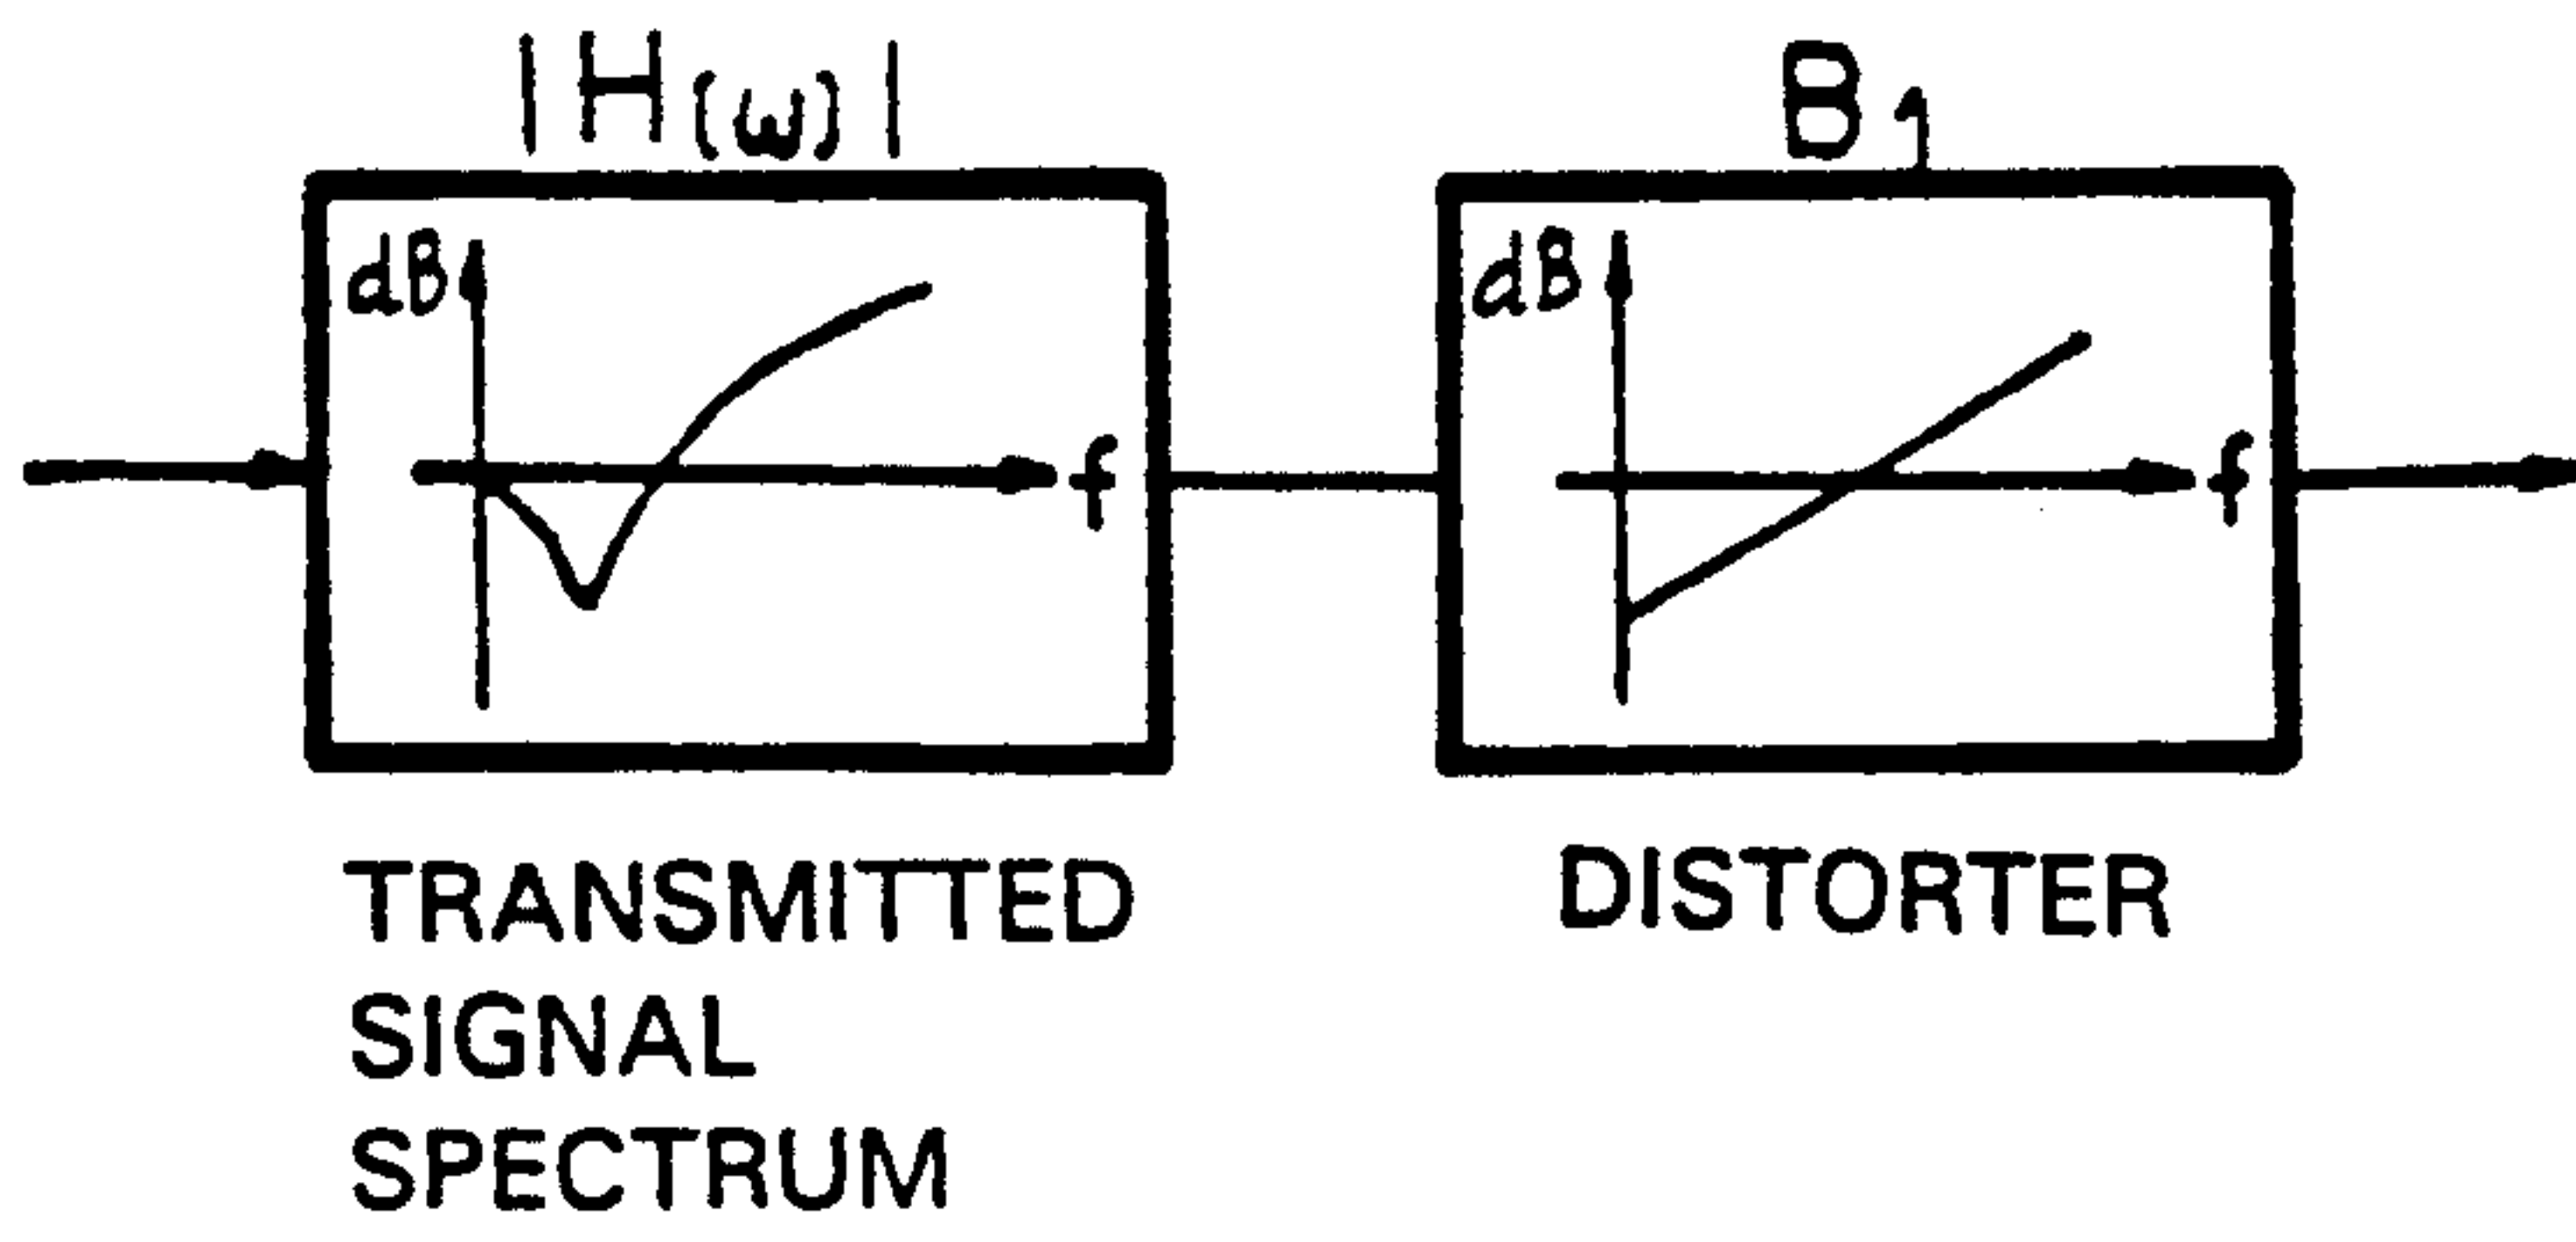 |H(ω)|
B1
dB
f
dB
f
TRANSMITTED
SIGNAL
SPECTRUM
DISTORTER